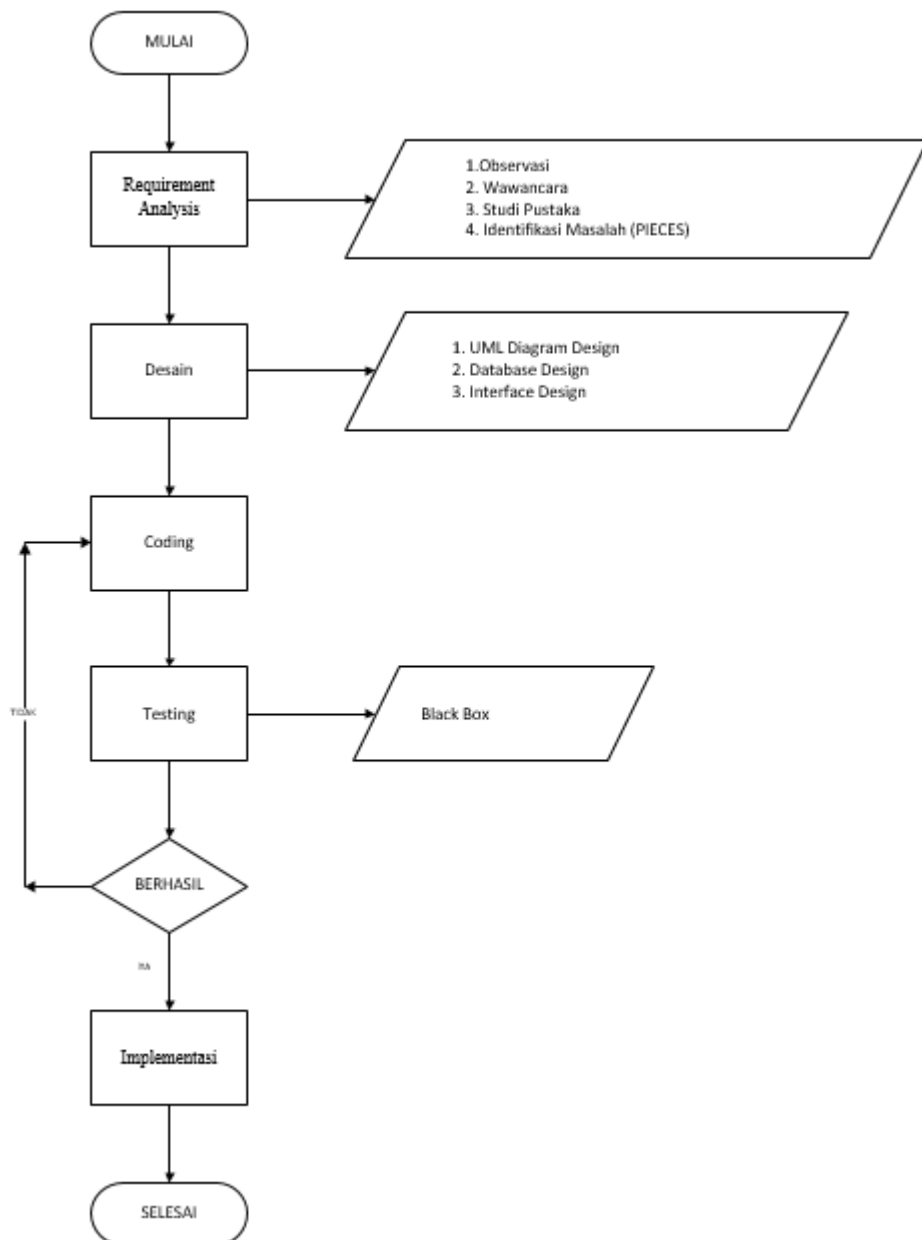 MULAI
Requirement
Analysis
1.Observasi
2. Wawancara
3. Studi Pustaka
4. Identifikasi Masalah (PIECES)
Desain
1. UML Diagram Design
2. Database Design
3. Interface Design
Coding
TIDAK
Testing
Black Box
BERHASIL
Implementasi
SELESAI